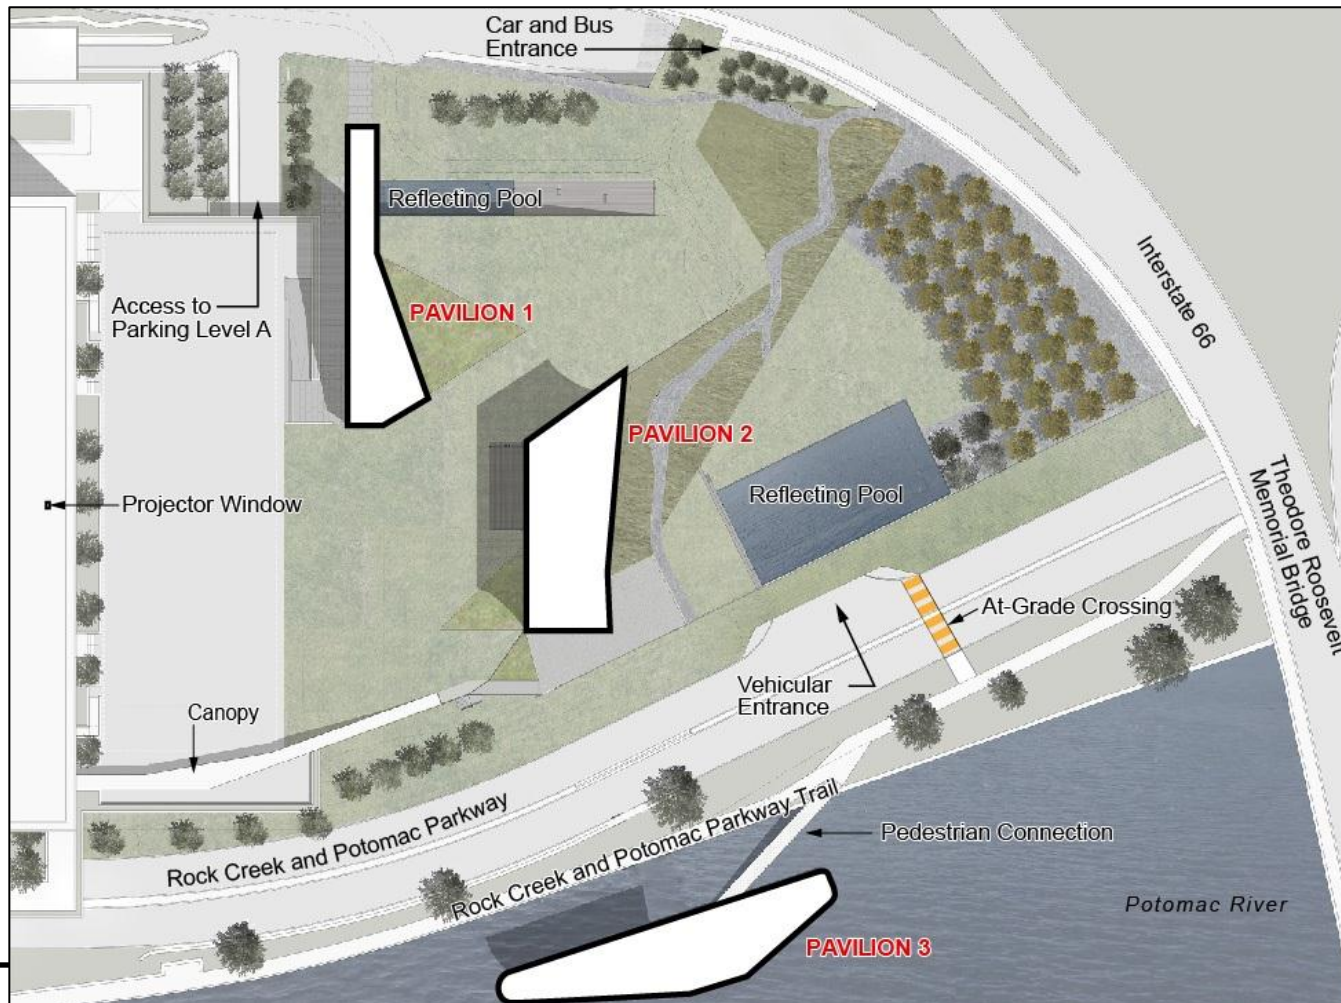 Car and Bus
Entrance
Reflecting Pool
Interstate 66
Access to
Parking Level A
PAVILION 1
PAVILION 2
Reflecting Pool
Projector Window
Theodore Roosevelt
Memorial Bridge
At-Grade Crossing
Vehicular
Entrance
Canopy
Rock Creek and Potomac Parkway
Rock Creek and Potomac Parkway Trail
Pedestrian Connection
Potomac River
PAVILION 3